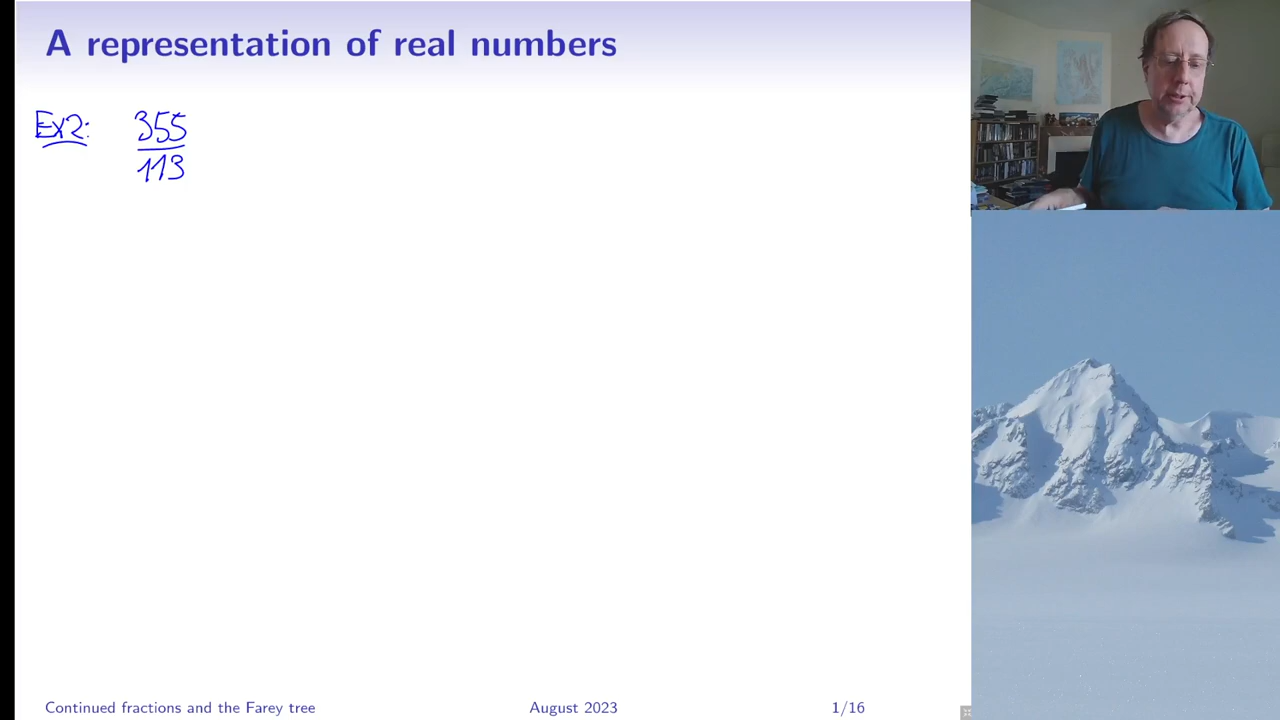 A representation of real numbers
Ex2: 355
113
Continued fractions and the Farey tree August 2023 1/16